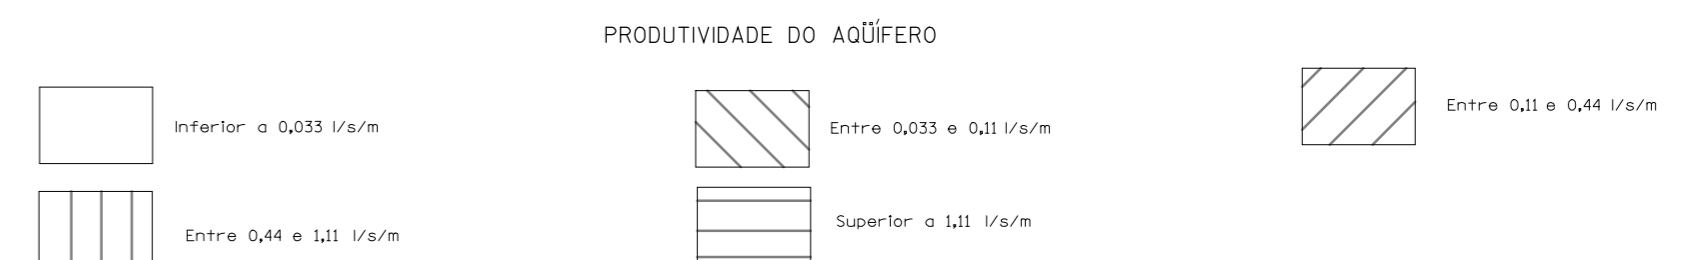 PRODUTIVIDADE DO AQÜÍFERO
Inferior a 0,033 l/s/m
Entre 0,033 e 0,11 l/s/m
Entre 0,11 e 0,44 l/s/m
Entre 0,44 e 1,11 l/s/m
Superior a 1,11 l/s/m